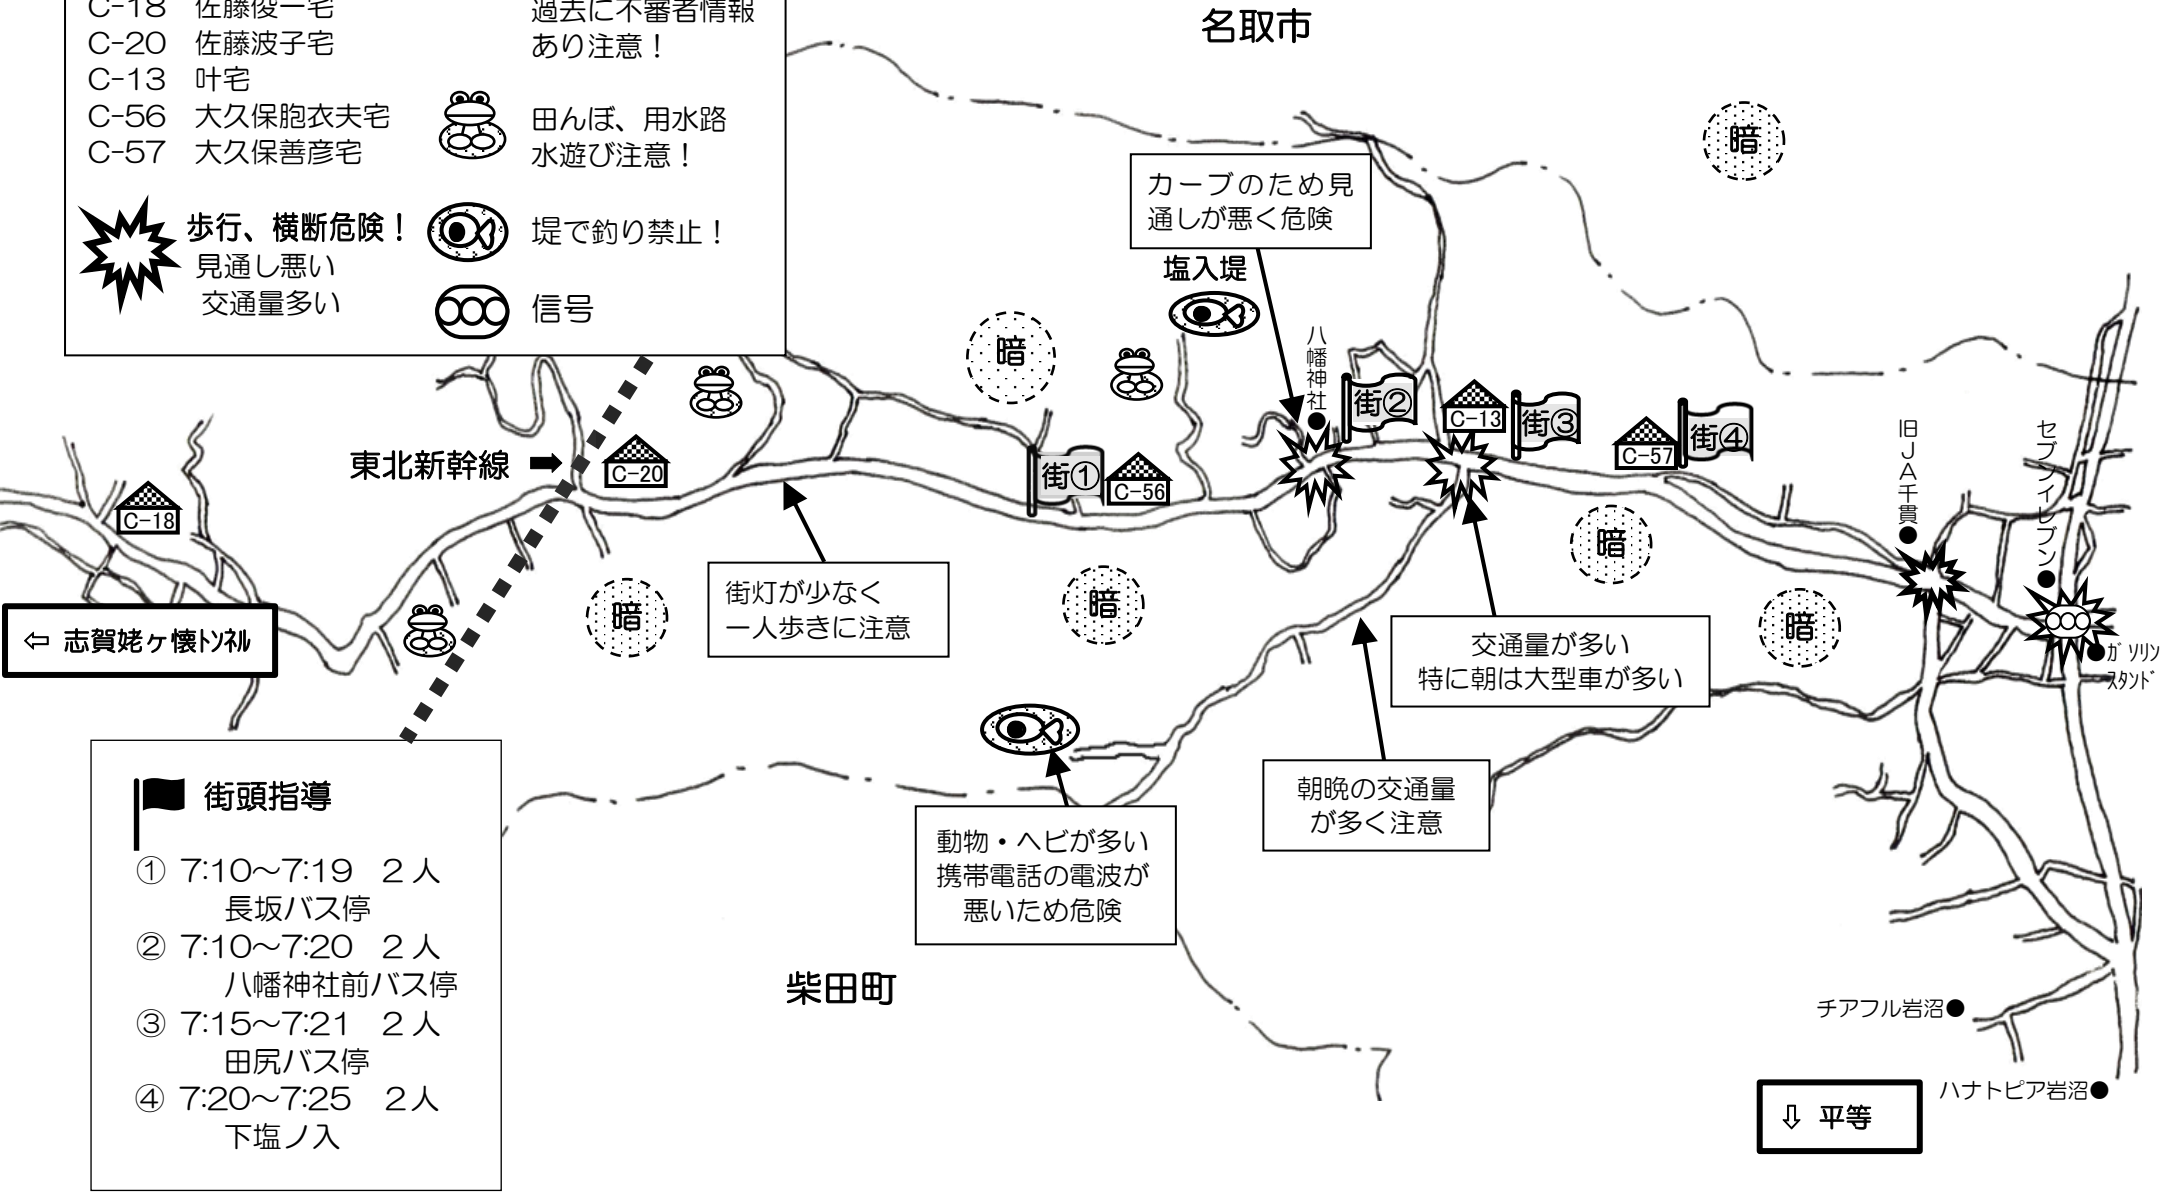 C-18 佐藤俊一宅
C-20 佐藤波子宅
C-13 叶宅
C-56 大久保胞衣夫宅
C-57 大久保善彦宅
歩行、横断危険！
見通し悪い
交通量多い
過去に不審者情報
あり注意！
田んぼ、用水路
水遊び注意！
堤で釣り禁止！
信号
名取市
暗
カーブのため見
通しが悪く危険
塩入堤
暗
八幡神社
街②
C-13
街③
C-57
街④
旧JA千貫
セブンイレブン
東北新幹線
C-20
街①
C-56
C-18
暗
暗
暗
暗
街灯が少なく
一人歩きに注意
⇦ 志賀姥ヶ懐トンネル
交通量が多い
特に朝は大型車が多い
ガソリン
スタンド
朝晩の交通量
が多く注意
動物・ヘビが多い
携帯電話の電波が
悪いため危険
街頭指導
① 7:10～7:19 2人
長坂バス停
② 7:10～7:20 2人
八幡神社前バス停
③ 7:15～7:21 2人
田尻バス停
④ 7:20～7:25 2人
下塩ノ入
柴田町
チアフル岩沼
ハナトピア岩沼
⇩ 平等